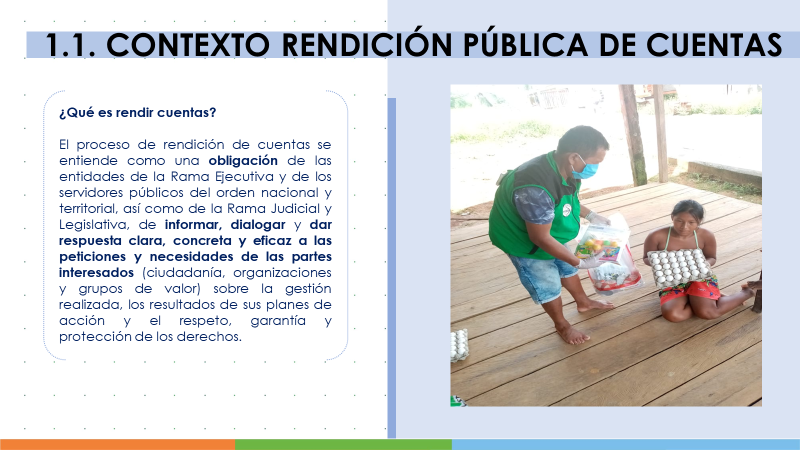 1.1. CONTEXTO RENDICIÓN PÚBLICA DE CUENTAS
¿Qué es rendir cuentas?
El proceso de rendición de cuentas se
entiende como una obligación de las
entidades de la Rama Ejecutiva y de los
servidores públicos del orden nacional y
territorial, así como de la Rama Judicial y
Legislativa, de informar, dialogar y dar
respuesta clara, concreta y eficaz a las
peticiones y necesidades de las partes
interesados (ciudadanía, organizaciones
y grupos de valor) sobre la gestión
realizada, los resultados de sus planes de
acción y el respeto, garantía y
protección de los derechos.